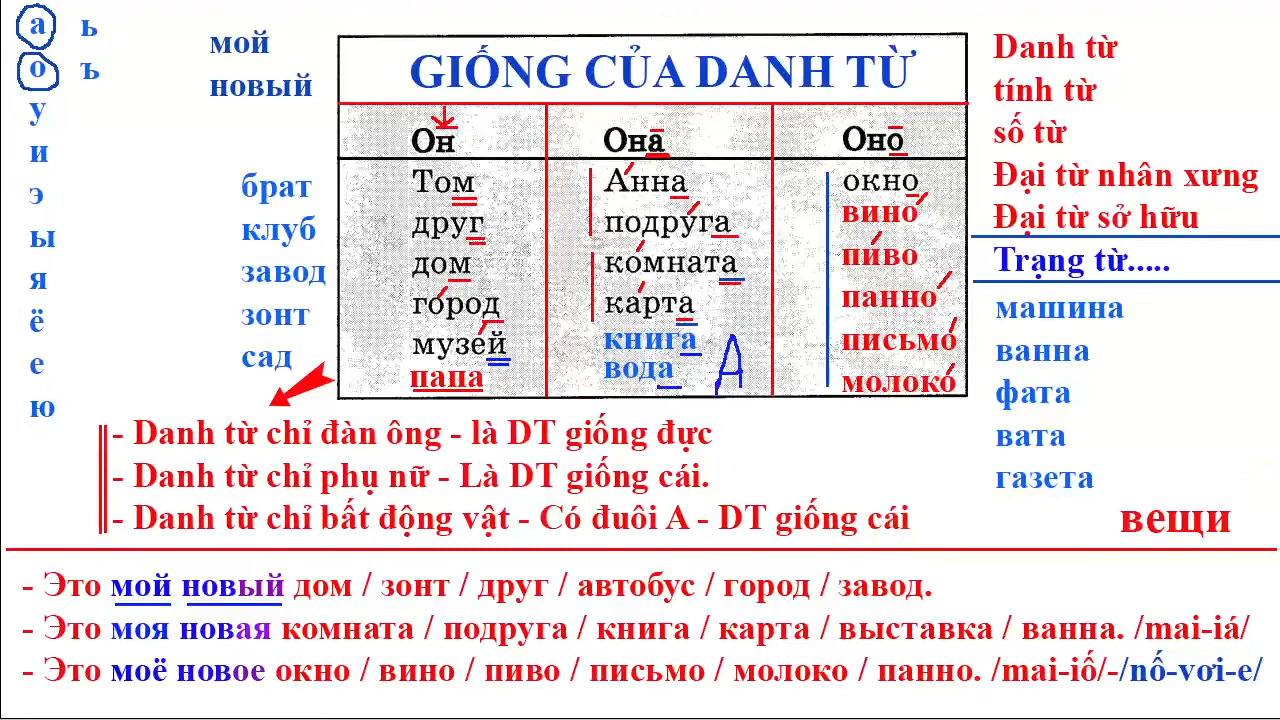 а ь
о ъ
у
и
э
ы
я
ё
е
ю
мой
новый
брат
клуб
завод
зонт
сад
GIỐNG CỦA DANH TỪ
Он Она Оно
Том Анна окно
друг подруга вино
дом комната пиво
город карта панно
музей книга письмо
папа вода молоко
А
Danh từ
tính từ
số từ
Đại từ nhân xưng
Đại từ sở hữu
Trạng từ.....
машина
ванна
фата
вата
газета
вещи
- Danh từ chỉ đàn ông - là DT giống đực
- Danh từ chỉ phụ nữ - Là DT giống cái.
- Danh từ chỉ bất động vật - Có đuôi A - DT giống cái
- Это мой новый дом / зонт / друг / автобус / город / завод.
- Это моя новая комната / подруга / книга / карта / выставка / ванна. /mai-iá/
- Это моё новое окно / вино / пиво / письмо / молоко / панно. /mai-iố/-/nố-vơi-e/